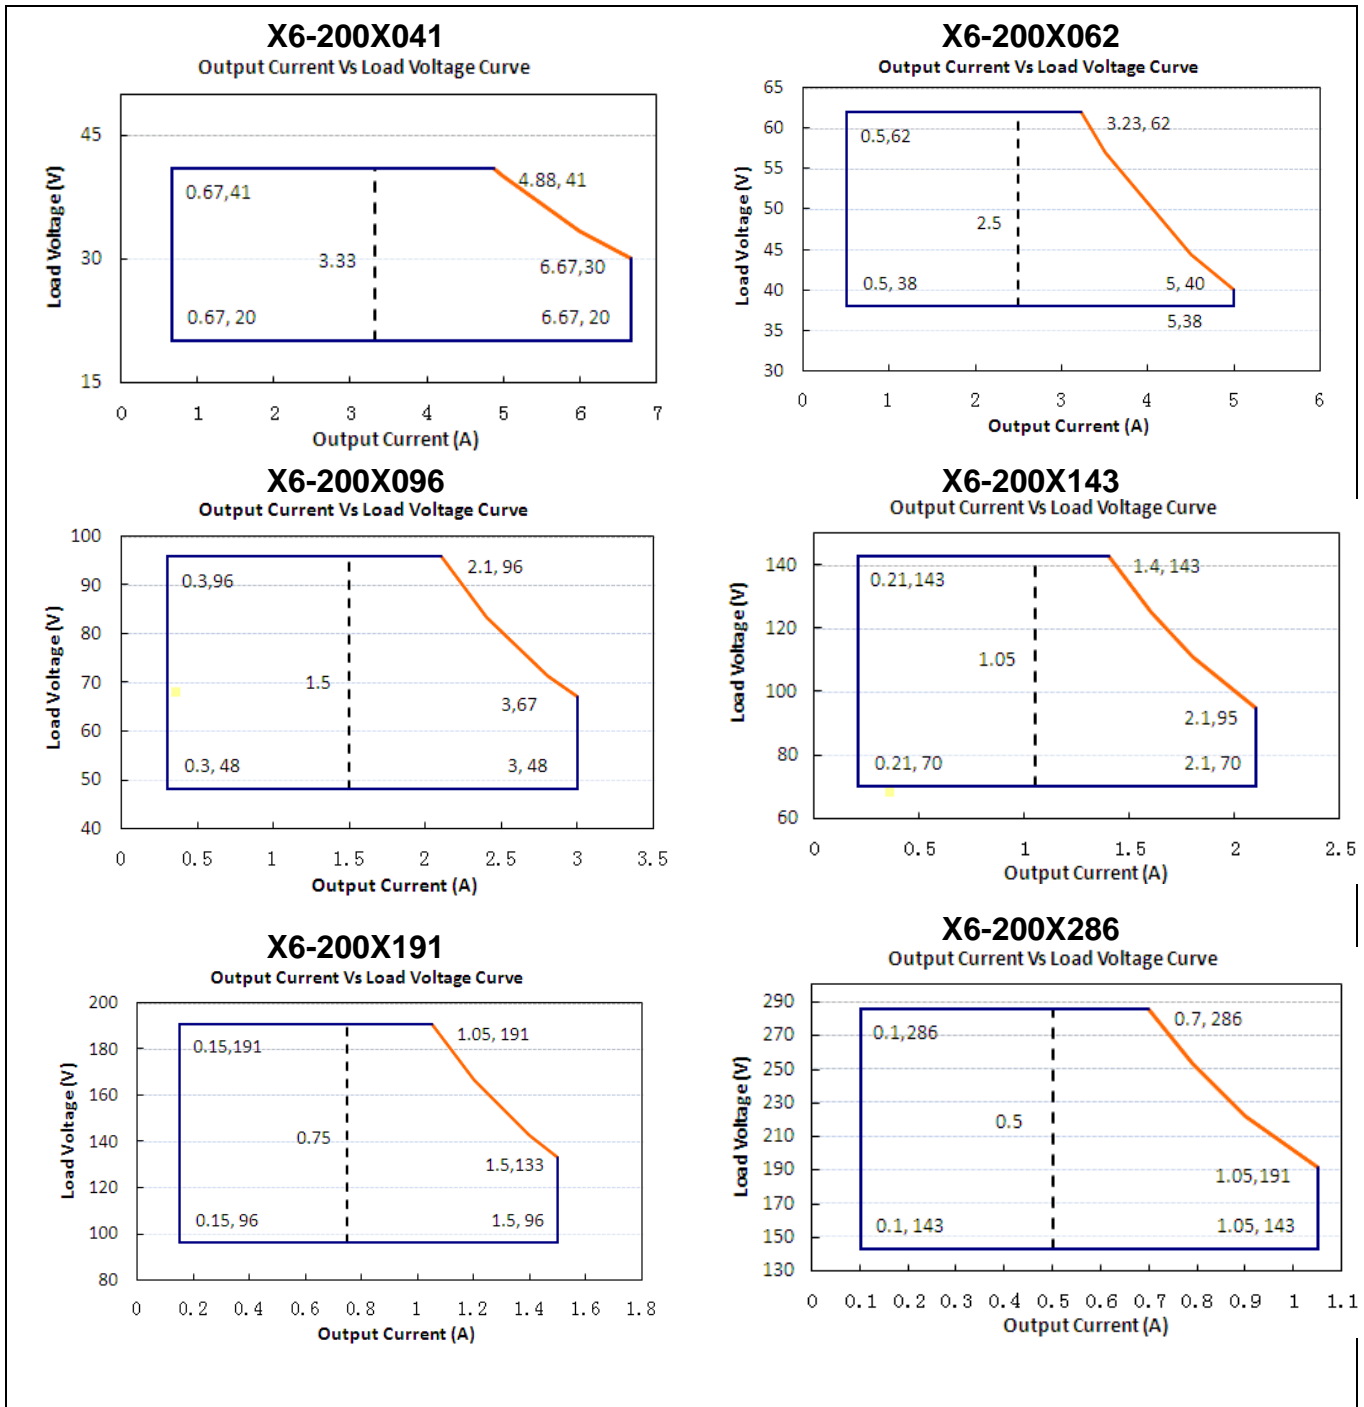 X6-200X041
Output Current Vs Load Voltage Curve
Load Voltage (V)
45
30
15
0.67,41
4.88, 41
3.33
6.67,30
0.67, 20
6.67, 20
0 1 2 3 4 5 6 7
Output Current (A)
X6-200X062
Output Current Vs Load Voltage Curve
Load Voltage (V)
65
60
55
50
45
40
35
30
0.5,62
3.23, 62
2.5
0.5, 38
5, 40
5,38
0 1 2 3 4 5 6
Output Current (A)
X6-200X096
Output Current Vs Load Voltage Curve
Load Voltage (V)
100
90
80
70
60
50
40
0.3,96
2.1, 96
1.5
3,67
0.3, 48
3, 48
0 0.5 1 1.5 2 2.5 3 3.5
Output Current (A)
X6-200X143
Output Current Vs Load Voltage Curve
Load Voltage (V)
140
120
100
80
60
0.21,143
1.4, 143
1.05
2.1,95
0.21, 70
2.1, 70
0 0.5 1 1.5 2 2.5
Output Current (A)
X6-200X191
Output Current Vs Load Voltage Curve
Load Voltage (V)
200
180
160
140
120
100
80
0.15,191
1.05, 191
0.75
1.5,133
0.15, 96
1.5, 96
0 0.2 0.4 0.6 0.8 1 1.2 1.4 1.6 1.8
Output Current (A)
X6-200X286
Output Current Vs Load Voltage Curve
Load Voltage (V)
290
270
250
230
210
190
170
150
130
0.1,286
0.7, 286
0.5
1.05,191
0.1, 143
1.05, 143
0 0.1 0.2 0.3 0.4 0.5 0.6 0.7 0.8 0.9 1 1.1
Output Current (A)